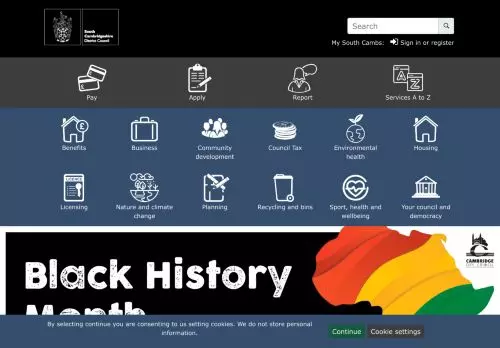 South
Cambridgeshire
District Council
Search
My South Cambs: Sign in or register
Pay
Apply
Report
A
Z
Services A to Z
£
Benefits
Business
Community
development
Council Tax
Environmental
health
Housing
LICENCE
Licensing
Nature and climate
change
Planning
Recycling and bins
Sport, health and
wellbeing
Your council and
democracy
Black History
Month
CAMBRIDGE
CITY COUNCIL
By selecting continue you are consenting to us setting cookies. We do not store personal
information.
Continue
Cookie settings